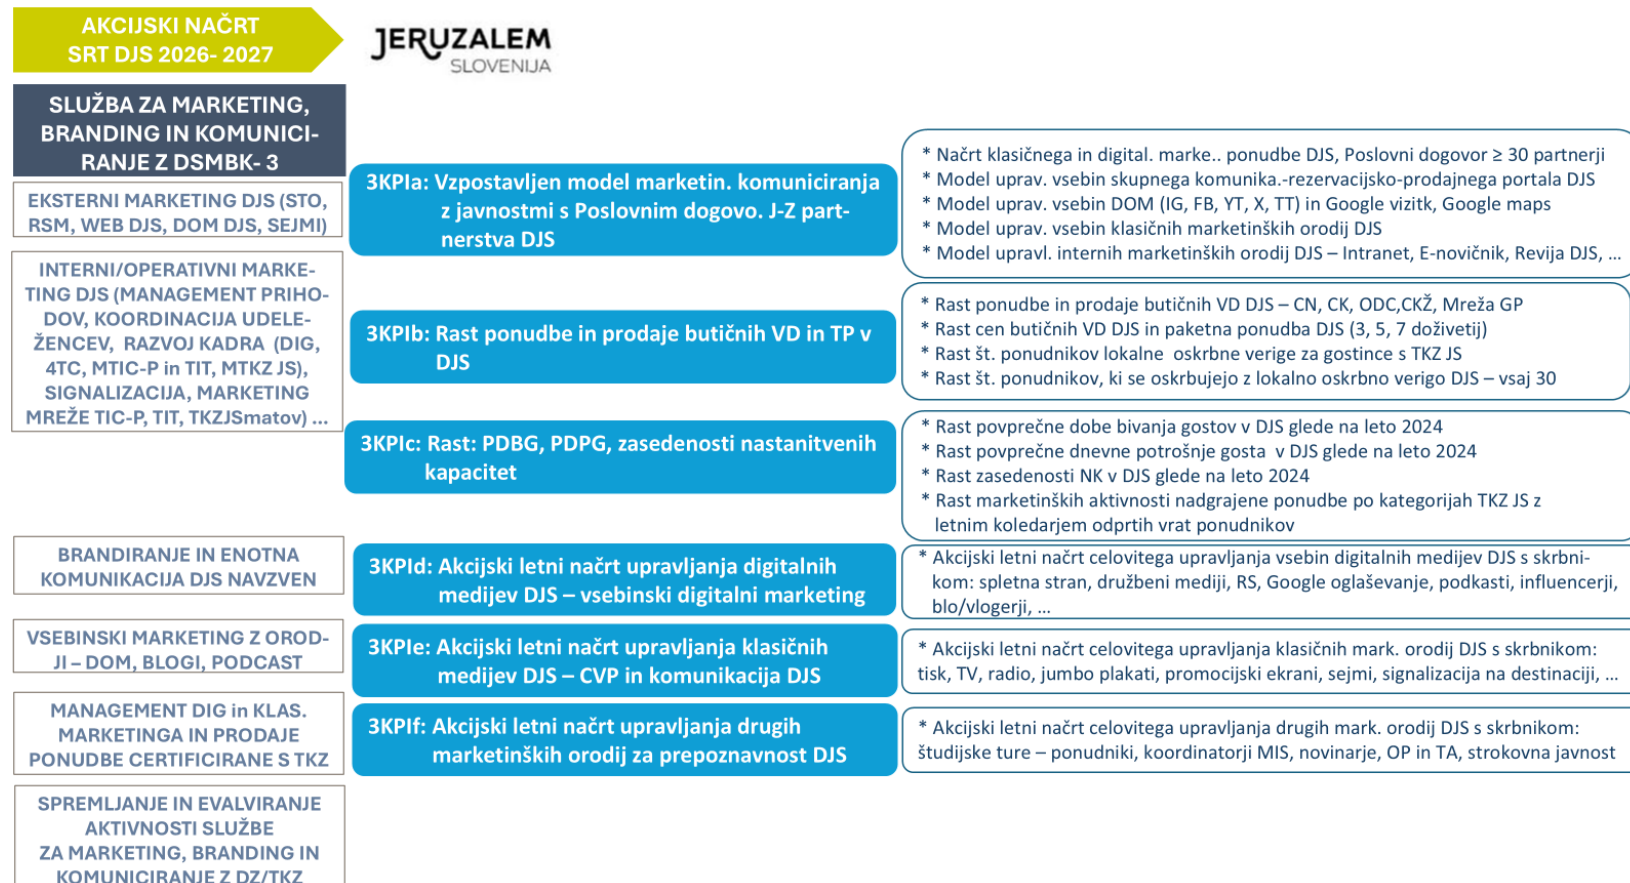 AKCIJSKI NAČRT
SRT DJS 2026- 2027
JERUZALEM
SLOVENIJA
SLUŽBA ZA MARKETING,
BRANDING IN KOMUNICI-
RANJE Z DSMBK- 3
EKSTERNI MARKETING DJS (STO,
RSM, WEB DJS, DOM DJS, SEJMI)
INTERNI/OPERATIVNI MARKE-
TING DJS (MANAGEMENT PRIHO-
DOV, KOORDINACIJA UDELE-
ŽENCEV,  RAZVOJ KADRA  (DIG,
4TC, MTIC-P in TIT, MTKZ JS),
SIGNALIZACIJA, MARKETING
MREŽE TIC-P, TIT, TKZJSmatov) ...
BRANDIRANJE IN ENOTNA
KOMUNIKACIJA DJS NAVZVEN
VSEBINSKI MARKETING Z OROD-
JI – DOM, BLOGI, PODCAST
MANAGEMENT DIG in KLAS.
MARKETINGA IN PRODAJE
PONUDBE CERTIFICIRANE S TKZ
SPREMLJANJE IN EVALVIRANJE
AKTIVNOSTI SLUŽBE
ZA MARKETING, BRANDING IN
KOMUNICIRANJE Z DZ/TKZ
3KPIa: Vzpostavljen model marketin. komuniciranja
z javnostmi s Poslovnim dogovo. J-Z part-
nerstva DJS
* Načrt klasičnega in digital. marke.. ponudbe DJS, Poslovni dogovor ≥ 30 partnerji
* Model uprav. vsebin skupnega komunika.-rezervacijsko-prodajnega portala DJS
* Model uprav. vsebin DOM (IG, FB, YT, X, TT) in Google vizitk, Google maps
* Model uprav. vsebin klasičnih marketinških orodij DJS
* Model upravl. internih marketinških orodij DJS – Intranet, E-novičnik, Revija DJS, ...
3KPIb: Rast ponudbe in prodaje butičnih VD in TP v
DJS
* Rast ponudbe in prodaje butičnih VD DJS – CN, CK, ODC,CKŽ, Mreža GP
* Rast cen butičnih VD DJS in paketna ponudba DJS (3, 5, 7 doživetij)
* Rast št. ponudnikov lokalne  oskrbne verige za gostince s TKZ JS
* Rast št. ponudnikov, ki se oskrbujejo z lokalno oskrbno verigo DJS – vsaj 30
3KPIc: Rast: PDBG, PDPG, zasedenosti nastanitvenih
kapacitet
* Rast povprečne dobe bivanja gostov v DJS glede na leto 2024
* Rast povprečne dnevne potrošnje gosta  v DJS glede na leto 2024
* Rast zasedenosti NK v DJS glede na leto 2024
* Rast marketinških aktivnosti nadgrajene ponudbe po kategorijah TKZ JS z
letnim koledarjem odprtih vrat ponudnikov
3KPId: Akcijski letni načrt upravljanja digitalnih
medijev DJS – vsebinski digitalni marketing
* Akcijski letni načrt celovitega upravljanja vsebin digitalnih medijev DJS s skrbni-
kom: spletna stran, družbeni mediji, RS, Google oglaševanje, podkasti, influencerji,
blo/vlogerji, ...
3KPIe: Akcijski letni načrt upravljanja klasičnih
medijev DJS – CVP in komunikacija DJS
* Akcijski letni načrt celovitega upravljanja klasičnih mark. orodij DJS s skrbnikom:
tisk, TV, radio, jumbo plakati, promocijski ekrani, sejmi, signalizacija na destinaciji, ...
3KPIf: Akcijski letni načrt upravljanja drugih
marketinških orodij za prepoznavnost DJS
* Akcijski letni načrt celovitega upravljanja drugih mark. orodij DJS s skrbnikom:
študijske ture – ponudniki, koordinatorji MIS, novinarje, OP in TA, strokovna javnost